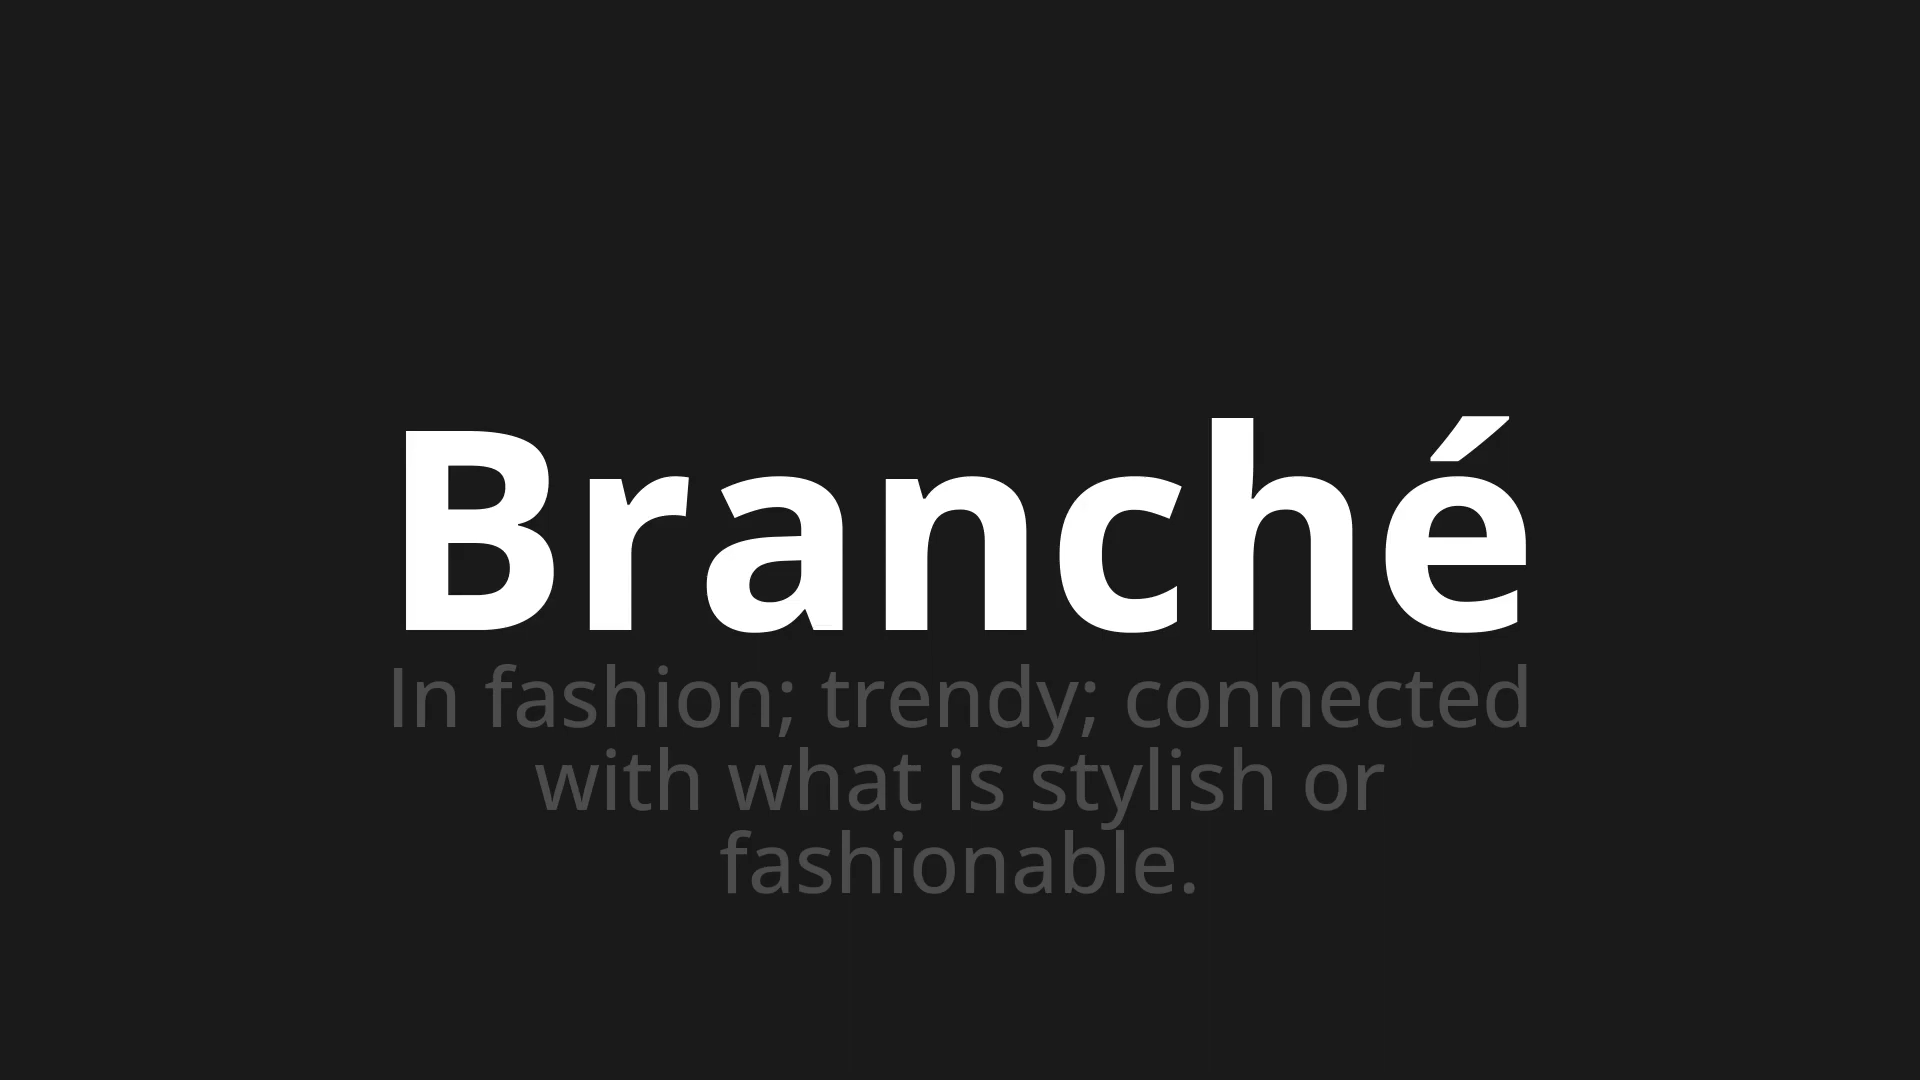 Branché
In fashion; trendy; connected
with what is stylish or
fashionable.